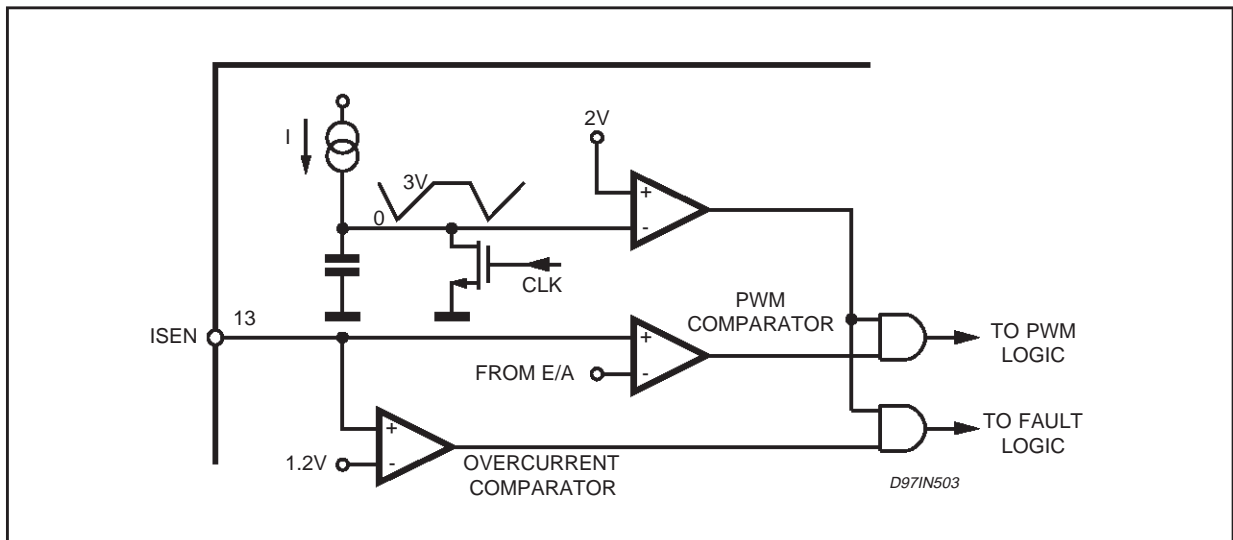 2V
I
3V
0
+
-
CLK
PWM
COMPARATOR
ISEN
13
+
-
FROM E/A
TO PWM
LOGIC
+
-
1.2V
OVERCURRENT
COMPARATOR
TO FAULT
LOGIC
D97IN503